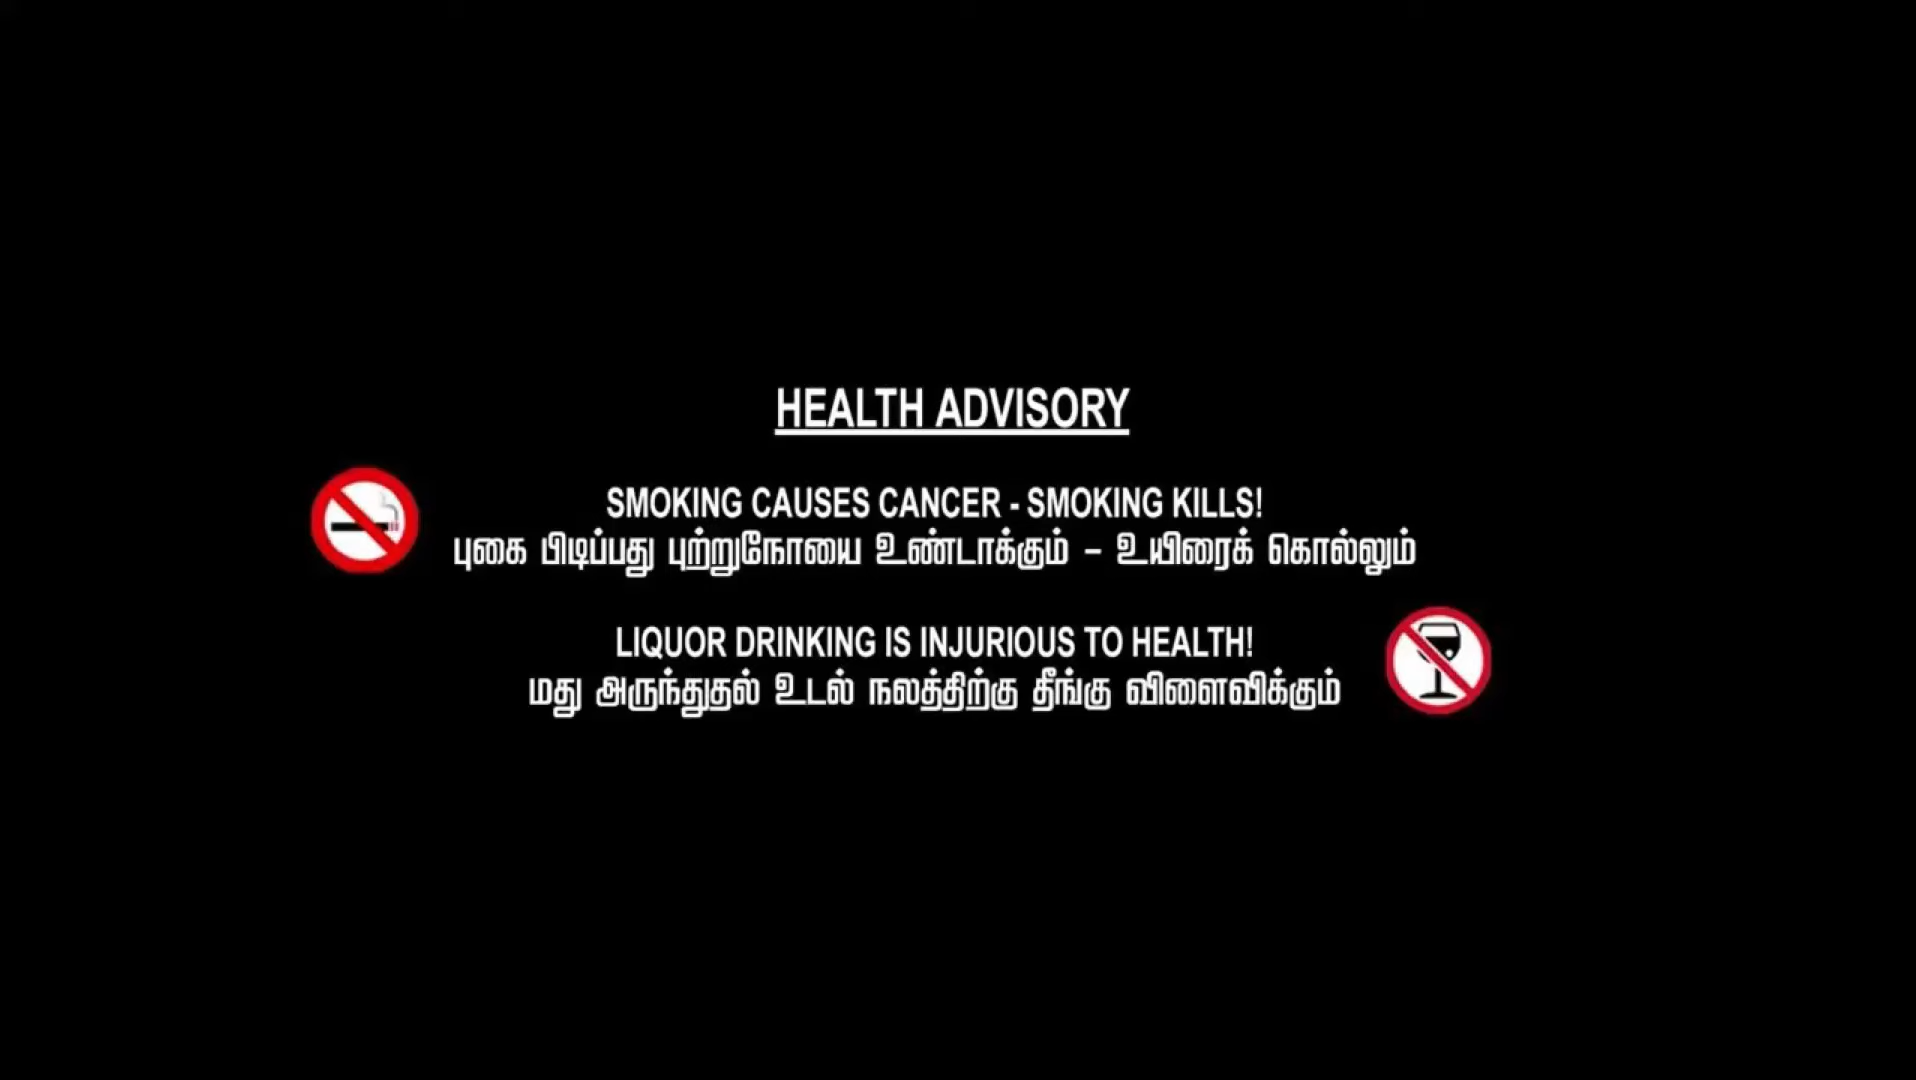 HEALTH ADVISORY
SMOKING CAUSES CANCER - SMOKING KILLS!
புகை பிடிப்பது புற்றுநோயை உண்டாக்கும் – உயிரைக் கொல்லும்
LIQUOR DRINKING IS INJURIOUS TO HEALTH!
மது அருந்துதல் உடல் நலத்திற்கு தீங்கு விளைவிக்கும்